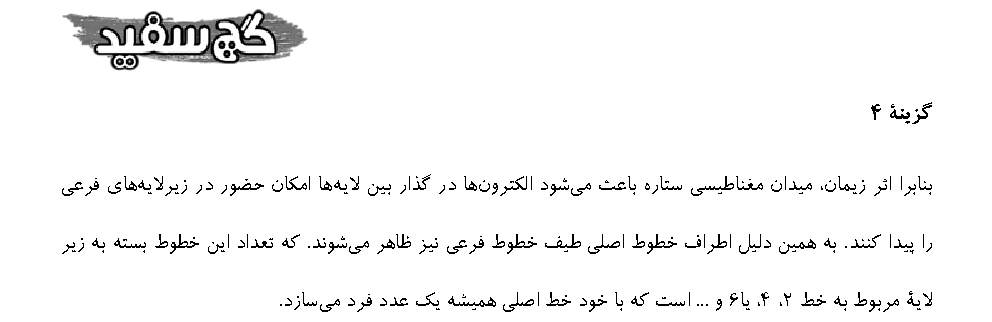 گچ سفید
گزینهٔ ۴
بنابرا اثر زیمان، میدان مغناطیسی ستاره باعث می‌شود الکترون‌ها در گذار بین لایه‌ها امکان حضور در زیرلایه‌های فرعی
را پیدا کنند. به همین دلیل اطراف خطوط اصلی طیف خطوط فرعی نیز ظاهر می‌شوند. که تعداد این خطوط بسته به زیر
لایهٔ مربوط به خط ۲، ۴، یا۶ و ... است که با خود خط اصلی همیشه یک عدد فرد می‌سازد.